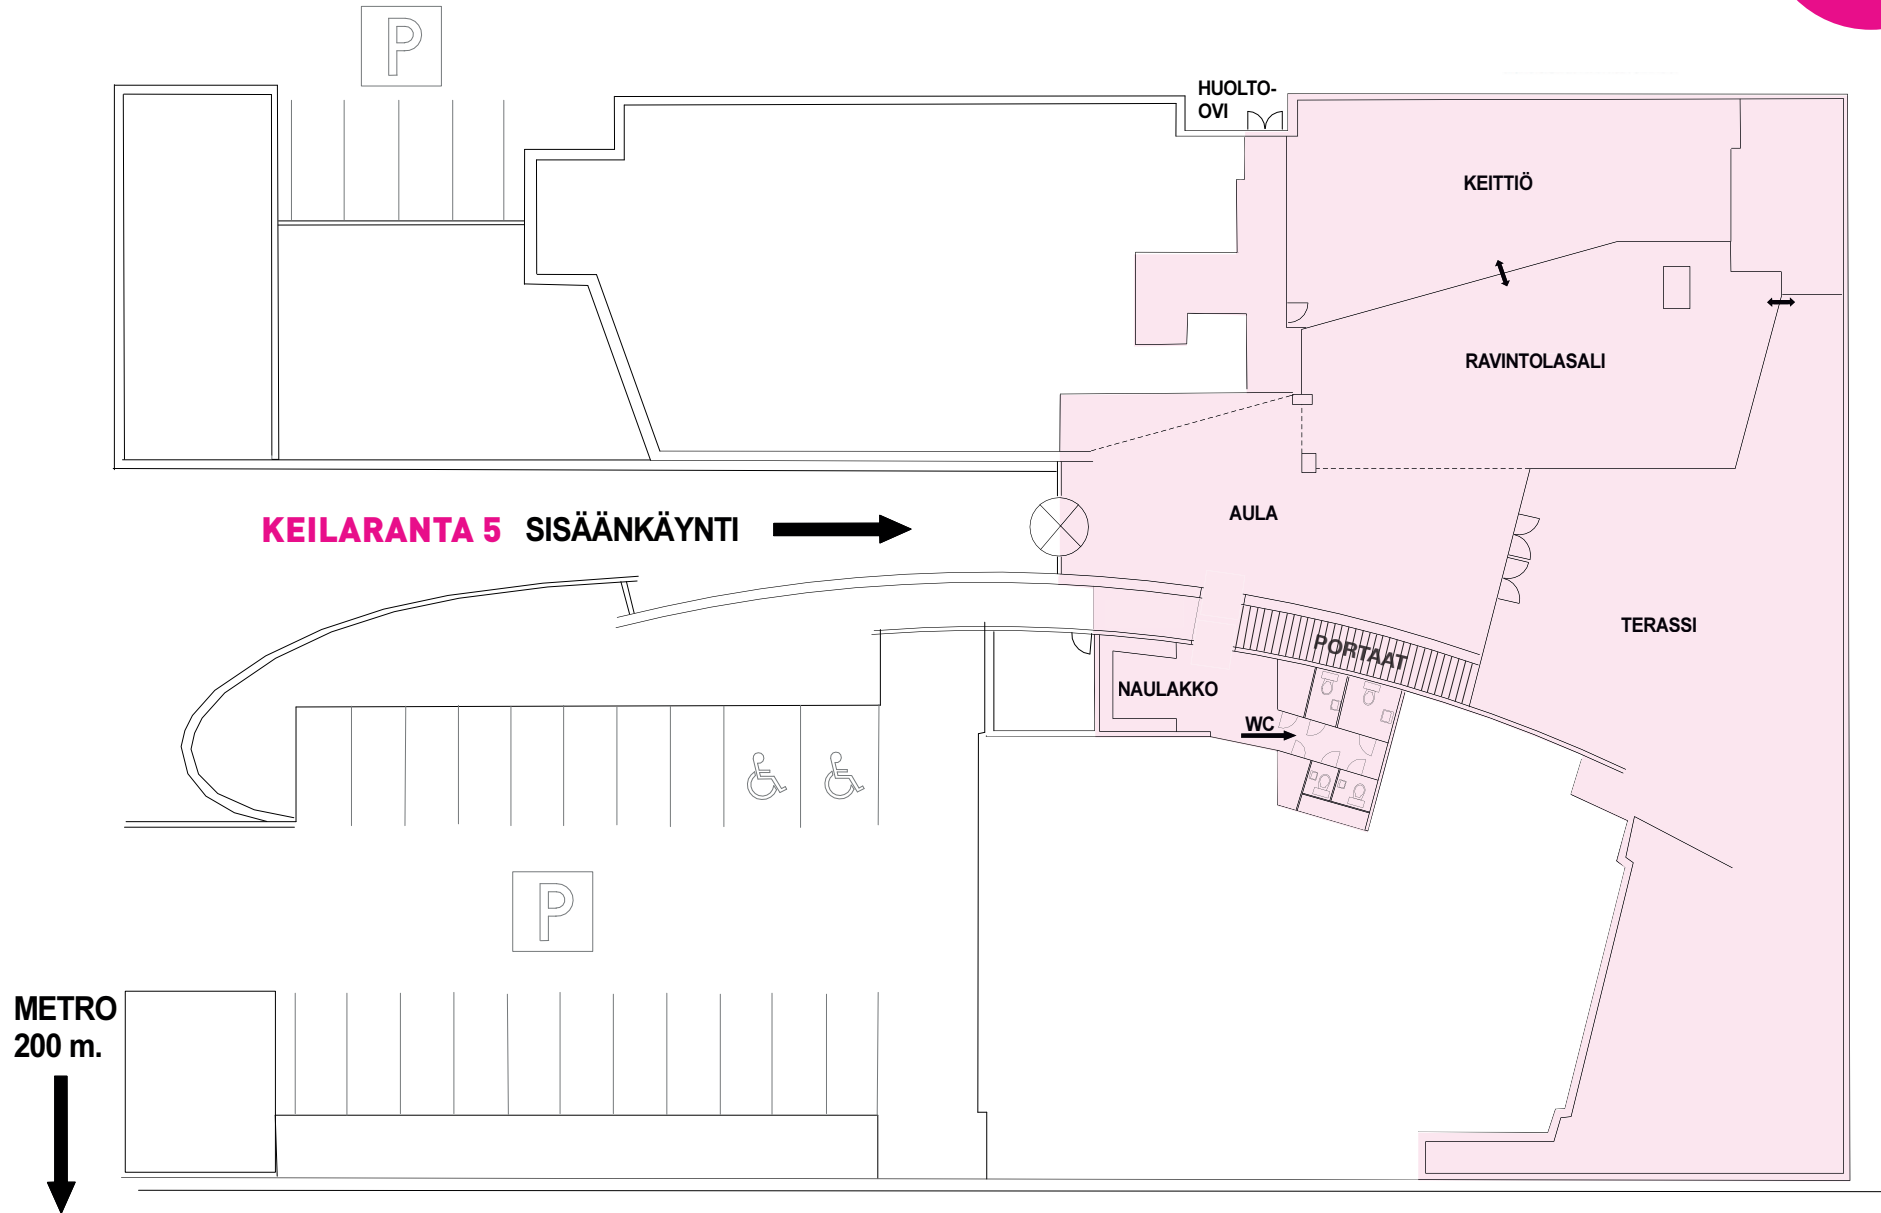 P
HUOLTO-
OVI
KEITTIÖ
RAVINTOLASALI
KEILARANTA 5 SISÄÄNKÄYNTI
AULA
TERASSI
PORTAAT
NAULAKKO
WC
P
METRO
200 m.